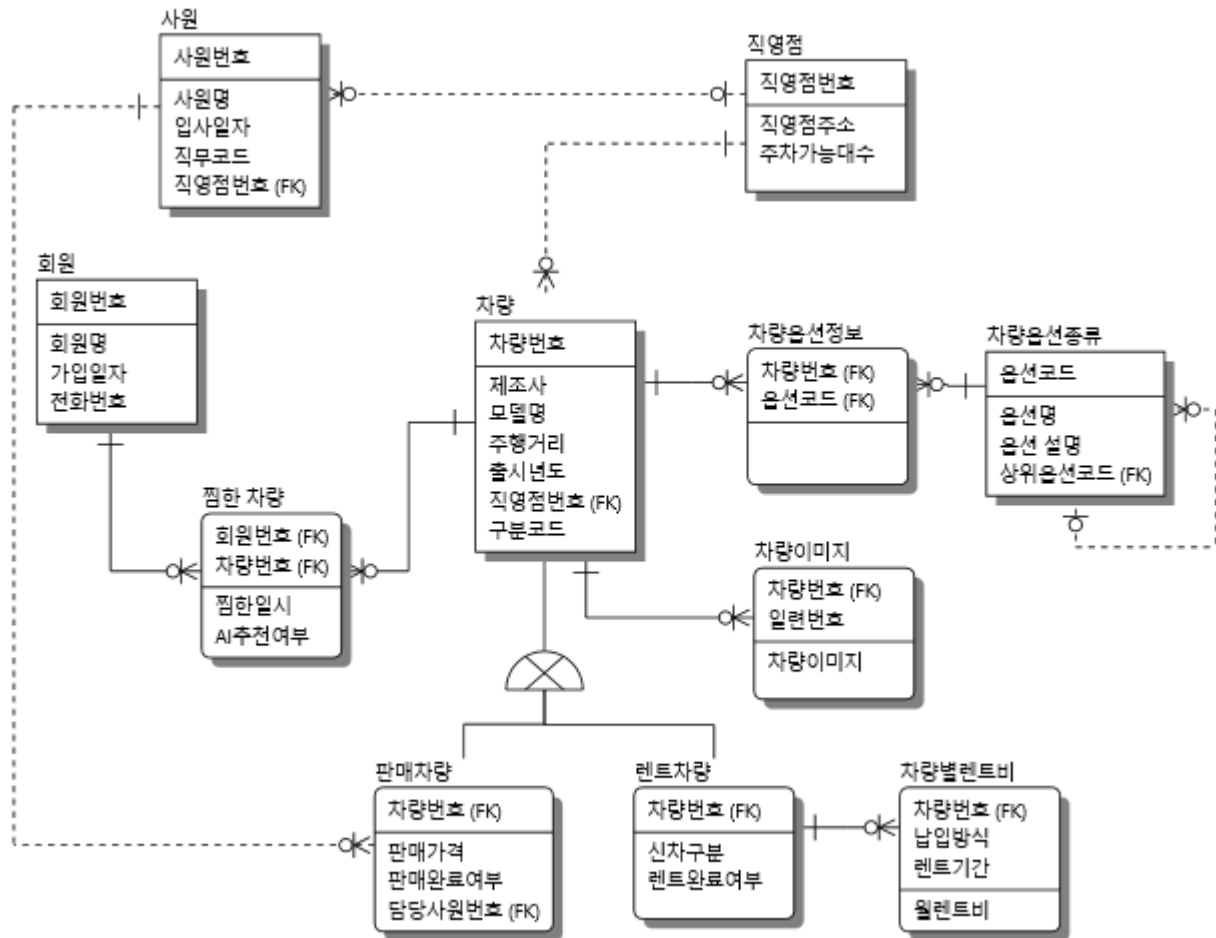 사원
사원번호
사원명
입사일자
직무코드
직영점번호 (FK)
직영점
직영점번호
직영점주소
주차가능대수
회원
회원번호
회원명
가입일자
전화번호
차량
차량번호
제조사
모델명
주행거리
출시년도
직영점번호 (FK)
구분코드
차량옵션정보
차량번호 (FK)
옵션코드 (FK)
차량옵션종류
옵션코드
옵션명
옵션 설명
상위옵션코드 (FK)
찜한 차량
회원번호 (FK)
차량번호 (FK)
찜한일시
AI추천여부
차량이미지
차량번호 (FK)
일련번호
차량이미지
판매차량
차량번호 (FK)
판매가격
판매완료여부
담당사원번호 (FK)
렌트차량
차량번호 (FK)
신차구분
렌트완료여부
차량별렌트비
차량번호 (FK)
납입방식
렌트기간
월렌트비